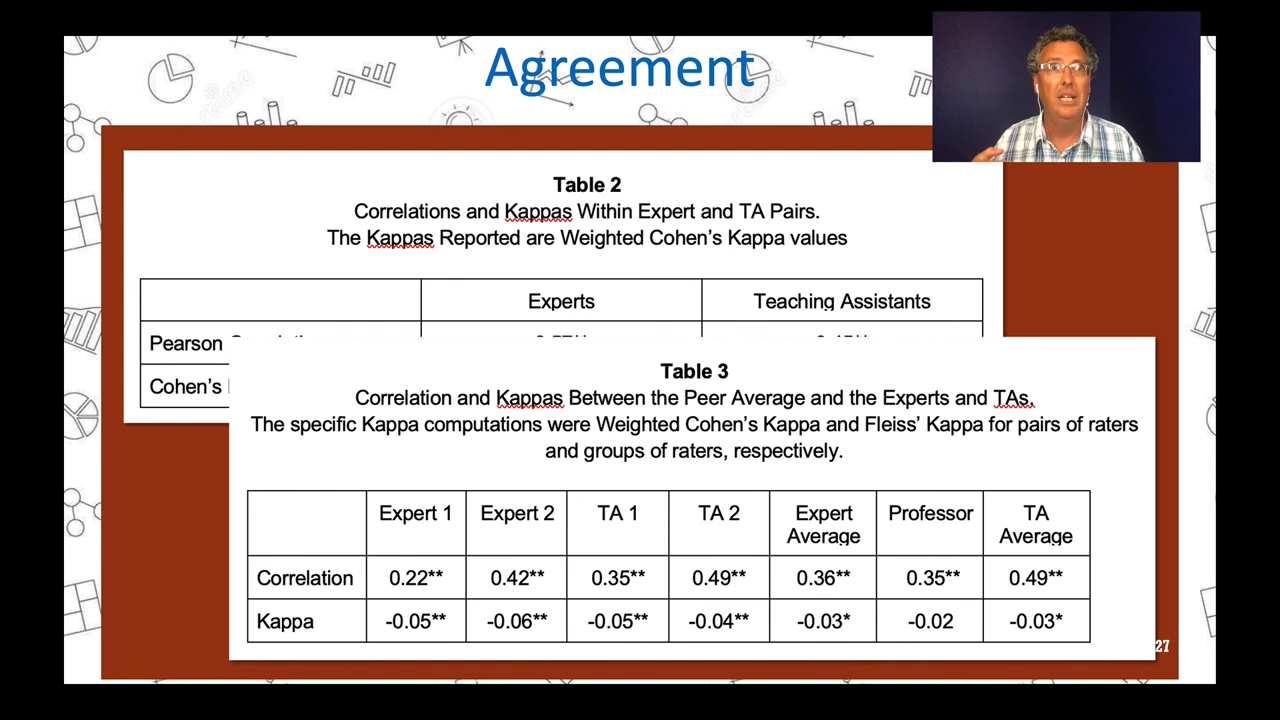 Agreement
Table 2
Correlations and Kappas Within Expert and TA Pairs.
The Kappas Reported are Weighted Cohen's Kappa values
Experts Teaching Assistants
Pearson
Cohen's
Table 3
Correlation and Kappas Between the Peer Average and the Experts and TAs.
The specific Kappa computations were Weighted Cohen's Kappa and Fleiss' Kappa for pairs of raters
and groups of raters, respectively.
Expert 1 Expert 2 TA 1 TA 2 Expert Average Professor TA Average
Correlation 0.22** 0.42** 0.35** 0.49** 0.36** 0.35** 0.49**
Kappa -0.05** -0.06** -0.05** -0.04** -0.03* -0.02 -0.03*
27